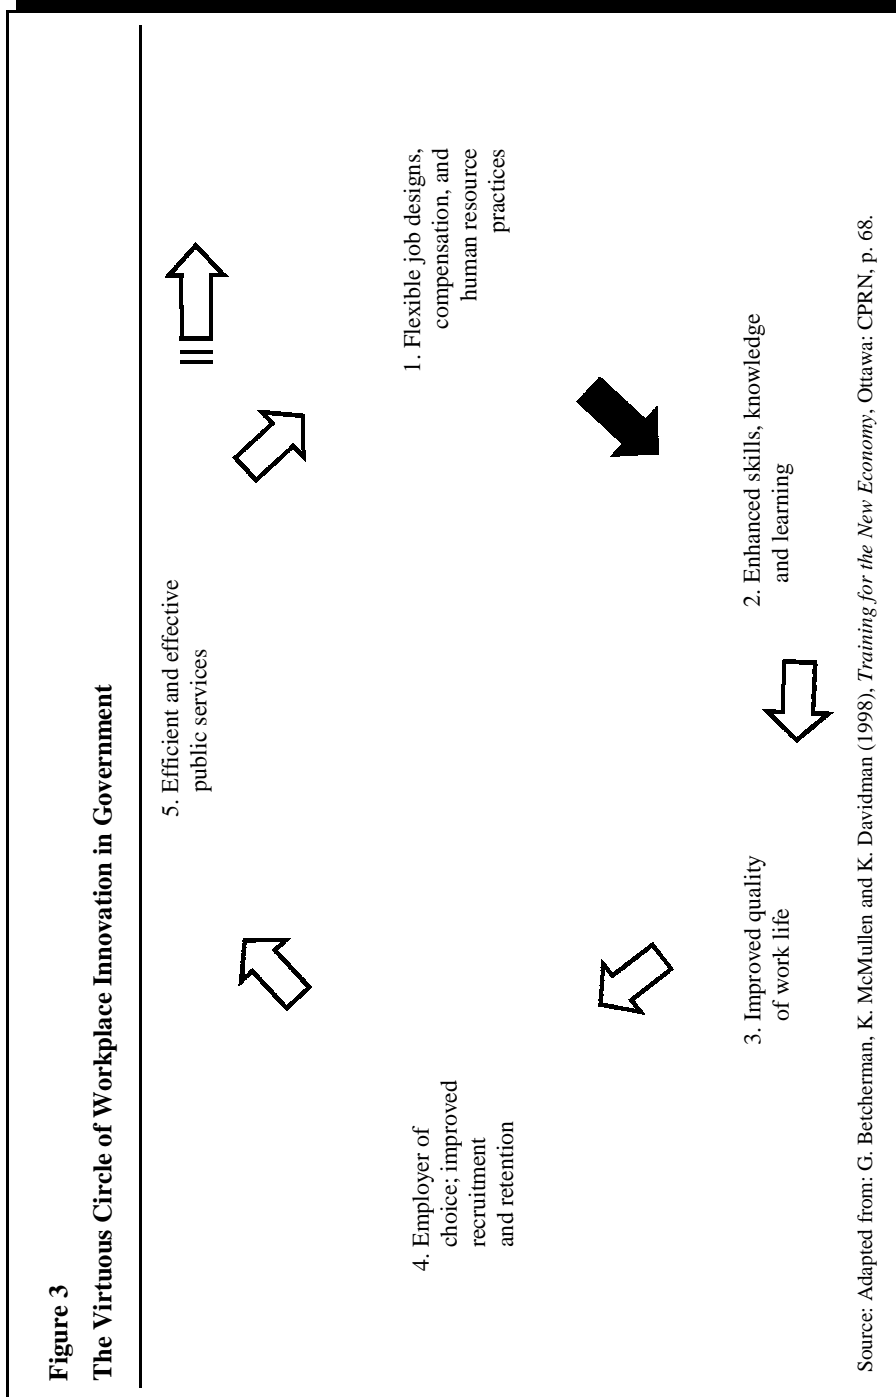 Figure 3
The Virtuous Circle of Workplace Innovation in Government
5. Efficient and effective
public services
1. Flexible job designs,
compensation, and
human resource
practices
2. Enhanced skills, knowledge
and learning
3. Improved quality
of work life
4. Employer of
choice; improved
recruitment
and retention
Source: Adapted from: G. Betcherman, K. McMullen and K. Davidman (1998), Training for the New Economy, Ottawa: CPRN, p. 68.